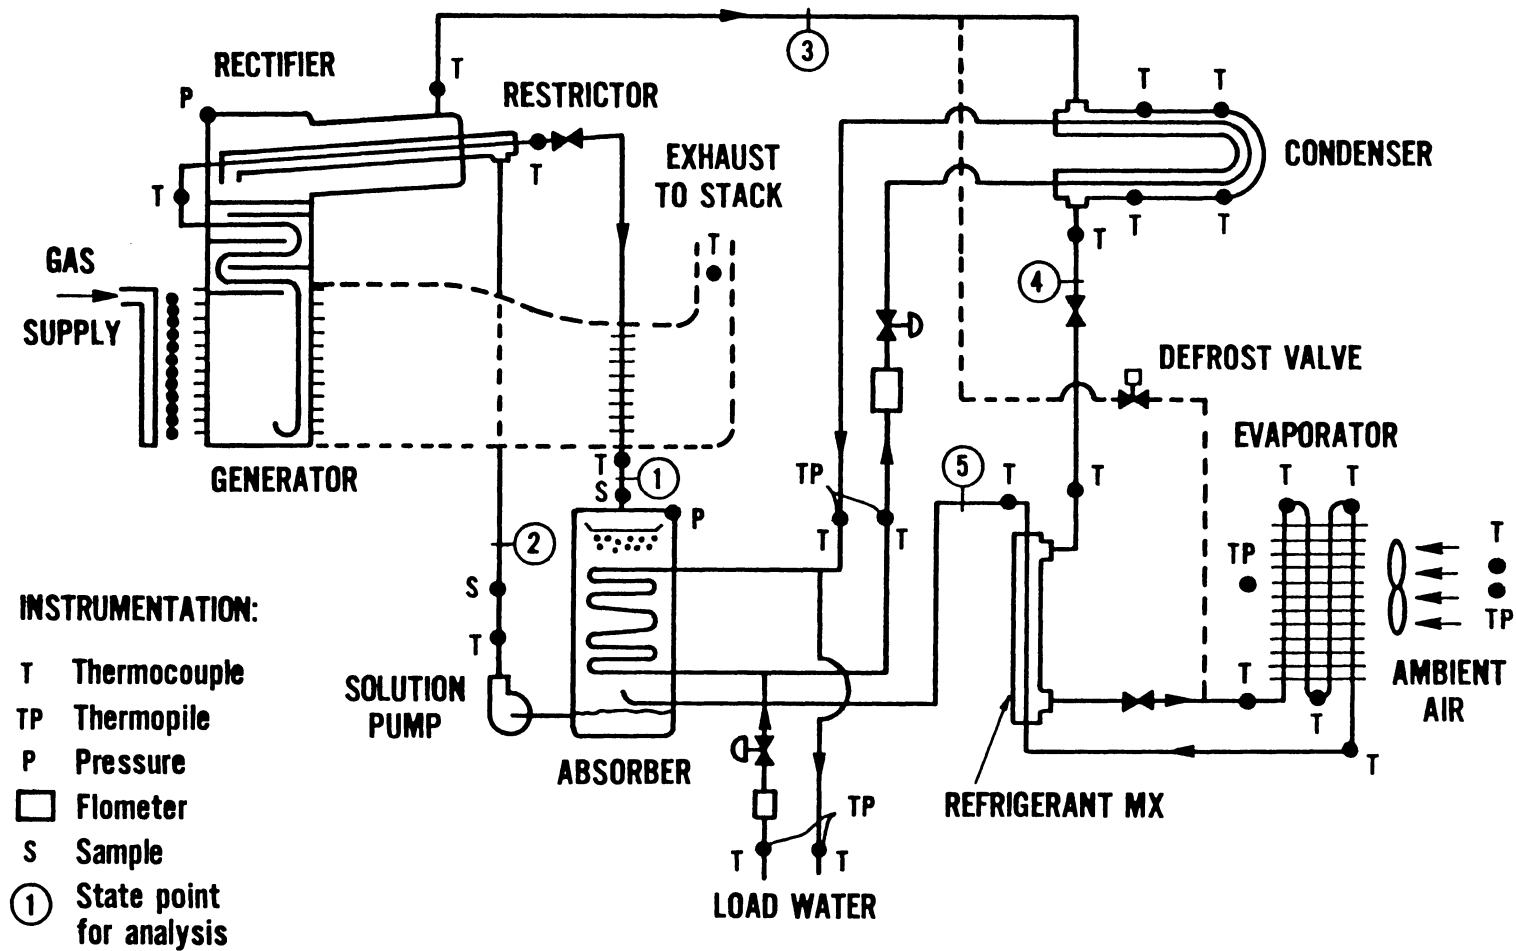 3
RECTIFIER
T
T
T
P
RESTRICTOR
T
EXHAUST
TO STACK
CONDENSER
T
T
T
T
T
GAS
SUPPLY
T
4
DEFROST VALVE
EVAPORATOR
GENERATOR
T
S
1
P
TP
T
T
5
T
T
T
T
TP
T
TP
2
S
T
INSTRUMENTATION:
T Thermocouple
TP Thermopile
P Pressure
Flometer
S Sample
1 State point
for analysis
SOLUTION
PUMP
ABSORBER
TP
T
T
LOAD WATER
REFRIGERANT MX
T
T
T
AMBIENT
AIR